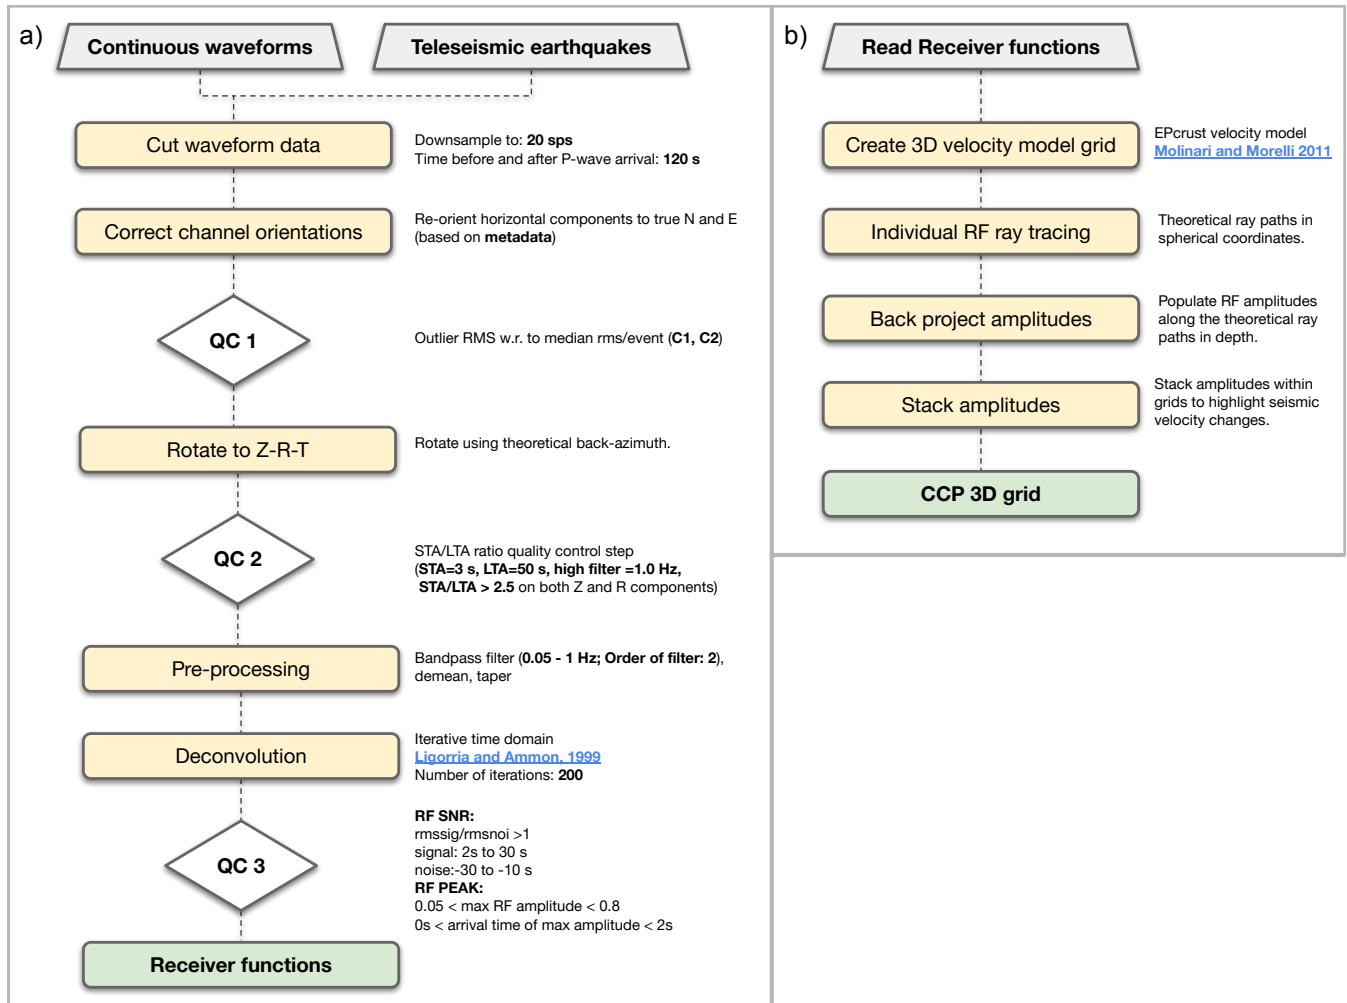 a)
Continuous waveforms
Teleseismic earthquakes
Cut waveform data
Downsample to: 20 sps
Time before and after P-wave arrival: 120 s
Correct channel orientations
Re-orient horizontal components to true N and E
(based on metadata)
QC 1
Outlier RMS w.r. to median rms/event (C1, C2)
Rotate to Z-R-T
Rotate using theoretical back-azimuth.
QC 2
STA/LTA ratio quality control step
(STA=3 s, LTA=50 s, high filter =1.0 Hz,
STA/LTA > 2.5 on both Z and R components)
Pre-processing
Bandpass filter (0.05 - 1 Hz; Order of filter: 2),
demean, taper
Deconvolution
Iterative time domain
Ligorria and Ammon, 1999
Number of iterations: 200
QC 3
RF SNR:
rmssig/rmsnoi >1
signal: 2s to 30 s
noise:-30 to -10 s
RF PEAK:
0.05 < max RF amplitude < 0.8
0s < arrival time of max amplitude < 2s
Receiver functions
b)
Read Receiver functions
Create 3D velocity model grid
EPcrust velocity model
Molinari and Morelli 2011
Individual RF ray tracing
Theoretical ray paths in
spherical coordinates.
Back project amplitudes
Populate RF amplitudes
along the theoretical ray
paths in depth.
Stack amplitudes
Stack amplitudes within
grids to highlight seismic
velocity changes.
CCP 3D grid